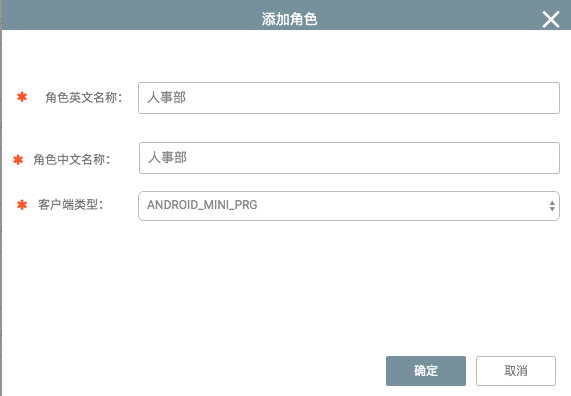 添加角色
角色英文名称： 人事部
角色中文名称： 人事部
客户端类型： ANDROID_MINI_PRG
确定 取消